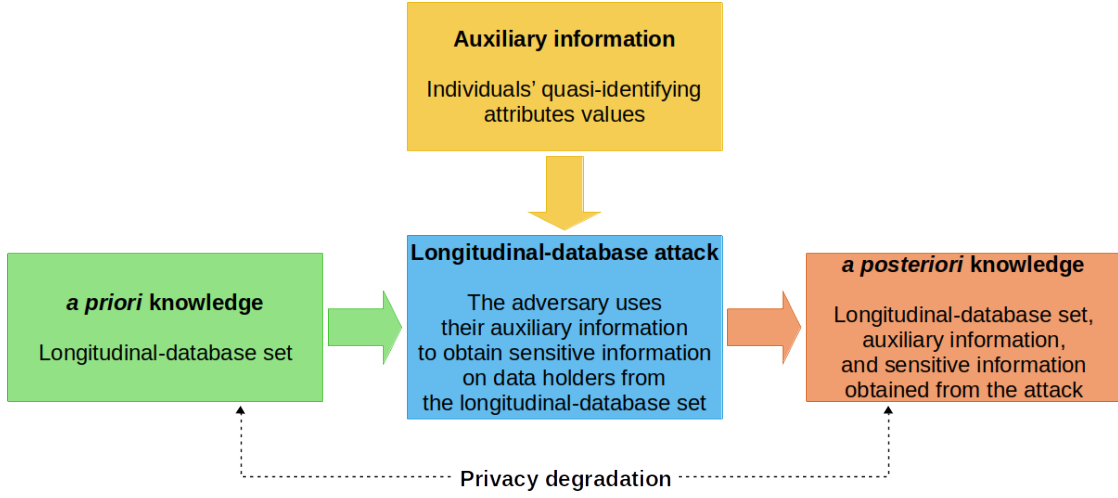 Auxiliary information
Individuals’ quasi-identifying
attributes values
a priori knowledge
Longitudinal-database set
Longitudinal-database attack
The adversary uses
their auxiliary information
to obtain sensitive information
on data holders from
the longitudinal-database set
a posteriori knowledge
Longitudinal-database set,
auxiliary information,
and sensitive information
obtained from the attack
Privacy degradation